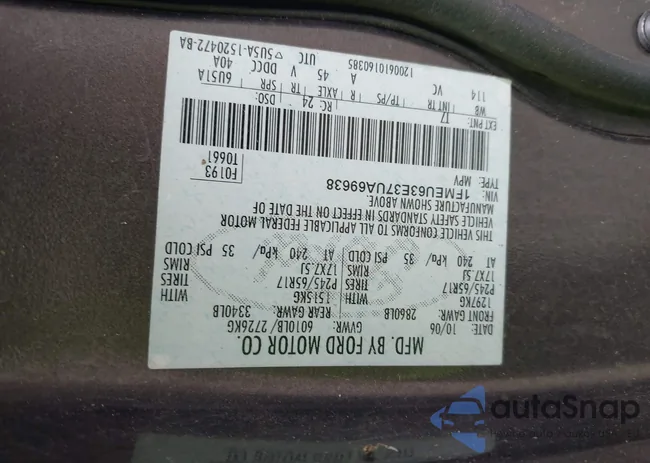 MFD. BY FORD MOTOR CO.
DATE: 10/06 GVWR: 6010LB/2726KG
FRONT GAWR: 2860LB REAR GAWR: 3340LB
1297KG WITH 1515KG WITH
P245/65R17 TIRES P245/65R17 TIRES
17X7.5J RIMS 17X7.5J RIMS
AT 240 kPa/ 35 PSI COLD AT 240 kPa/ 35 PSI COLD
THIS VEHICLE CONFORMS TO ALL APPLICABLE FEDERAL MOTOR
VEHICLE SAFETY STANDARDS IN EFFECT ON THE DATE OF
MANUFACTURE SHOWN ABOVE.
VIN: 1FMEU63E37UA69638
TYPE: MPV
F0193
T0661
EXT PNT: 17 RC: 24 DSO:
WB INT TR TP/PS R AXLE TR SPR 6U51A
114 VC A 45 V DDCC 40A
UTC
1200610160385 5U5A-1520472-BA
autoSnap